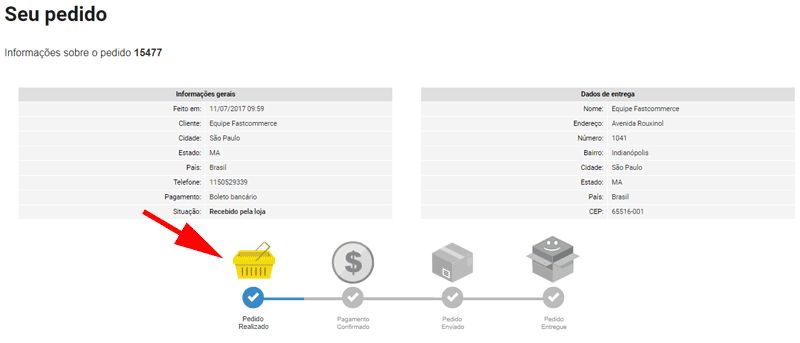 Seu pedido
Informações sobre o pedido 15477
Informações gerais
Feito em: 11/07/2017 09:59
Cliente: Equipe Fastcommerce
Cidade: São Paulo
Estado: MA
País: Brasil
Telefone: 1150529339
Pagamento: Boleto bancário
Situação: Recebido pela loja
Dados de entrega
Nome: Equipe Fastcommerce
Endereço: Avenida Rouxinol
Número: 1041
Bairro: Indianópolis
Cidade: São Paulo
Estado: MA
País: Brasil
CEP: 65516-001
Pedido
Realizado
Pagamento
Confirmado
Pedido
Enviado
Pedido
Entregue